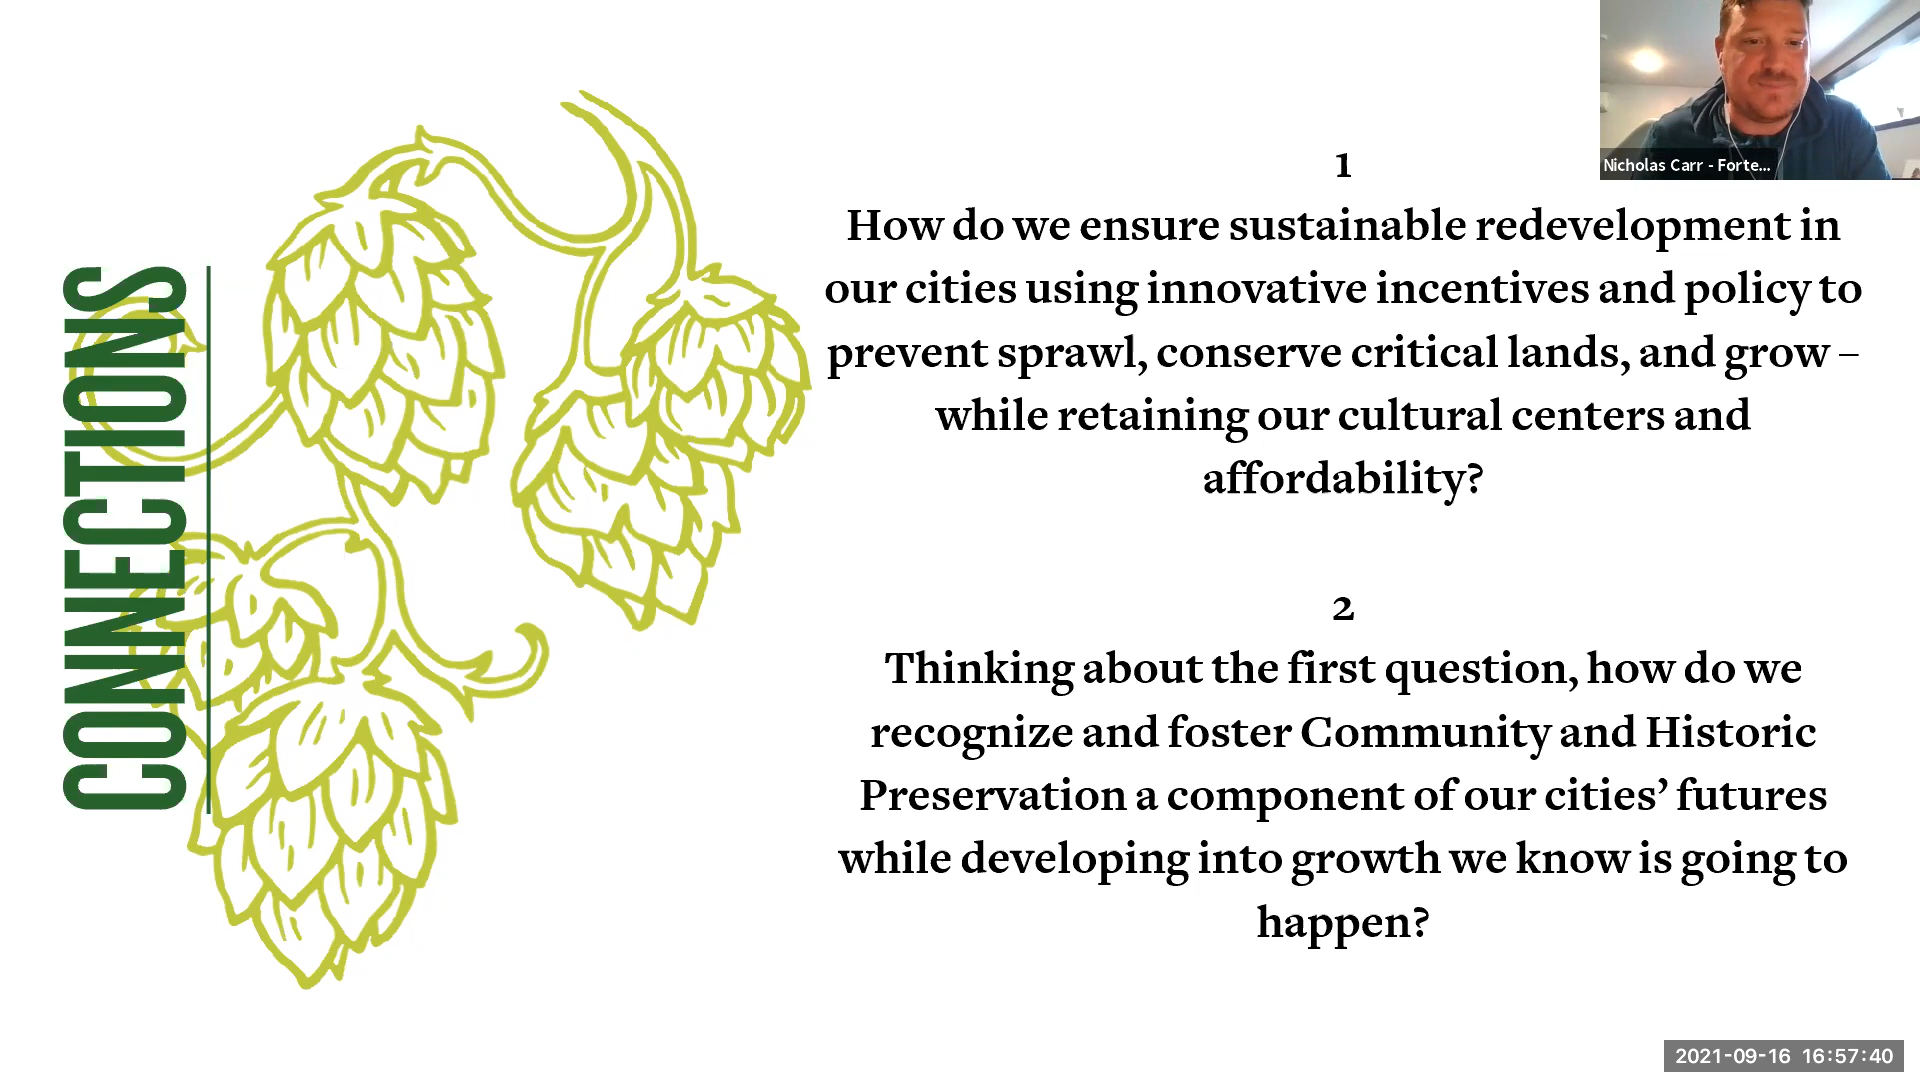 CONNECTIONS
1
How do we ensure sustainable redevelopment in
our cities using innovative incentives and policy to
prevent sprawl, conserve critical lands, and grow –
while retaining our cultural centers and
affordability?
2
Thinking about the first question, how do we
recognize and foster Community and Historic
Preservation a component of our cities’ futures
while developing into growth we know is going to
happen?
Nicholas Carr - Forte...
2021-09-16 16:57:40